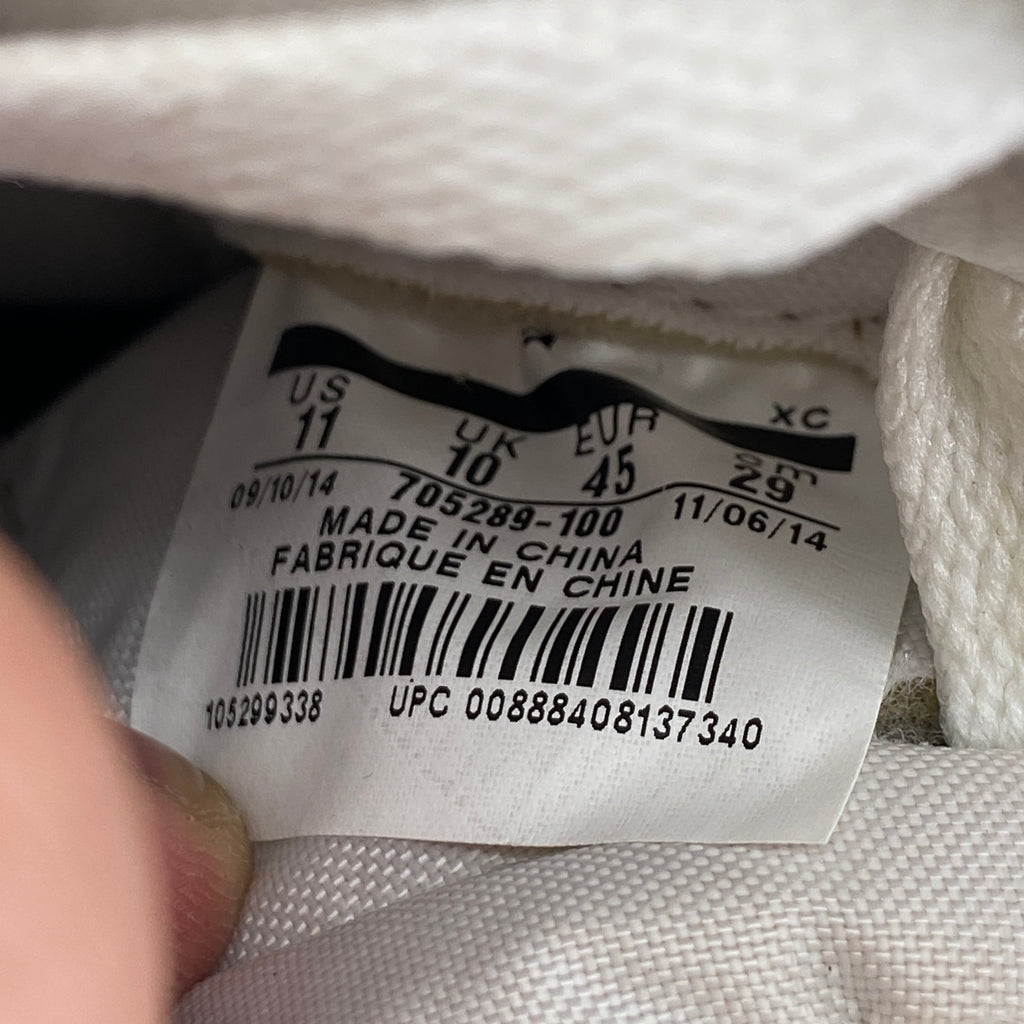 XC
US UK EUR cm
11 10 45 29
09/10/14 705289-100 11/06/14
MADE IN CHINA
FABRIQUE EN CHINE
105299338 UPC 00888408137340